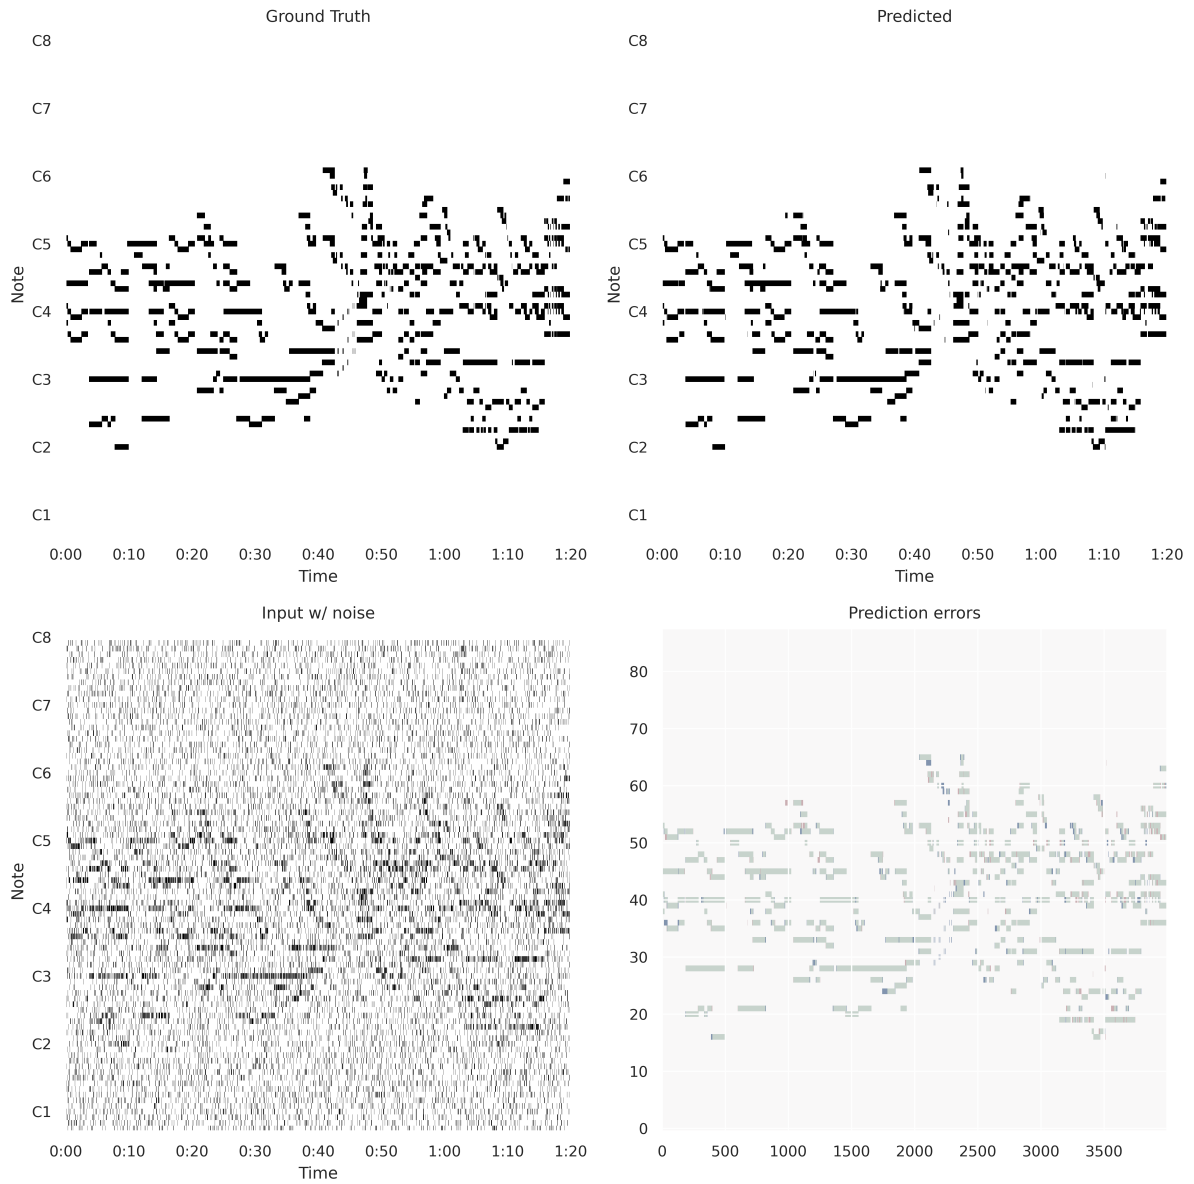 Ground Truth
C8
C7
C6
C5
C4
C3
C2
C1
Note
0:00 0:10 0:20 0:30 0:40 0:50 1:00 1:10 1:20
Time
Predicted
C8
C7
C6
C5
C4
C3
C2
C1
Note
0:00 0:10 0:20 0:30 0:40 0:50 1:00 1:10 1:20
Time
Input w/ noise
C8
C7
C6
C5
C4
C3
C2
C1
Note
0:00 0:10 0:20 0:30 0:40 0:50 1:00 1:10 1:20
Time
Prediction errors
80
70
60
50
40
30
20
10
0
0 500 1000 1500 2000 2500 3000 3500